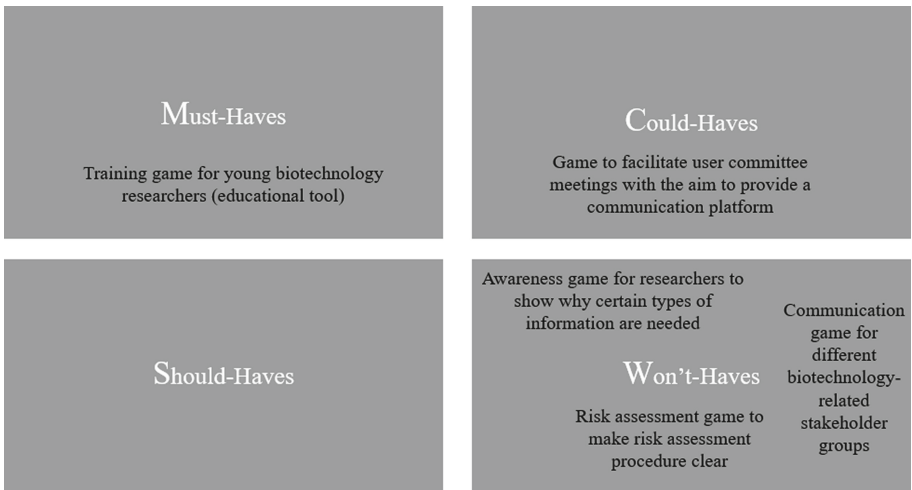 Must-Haves
Training game for young biotechnology
researchers (educational tool)
Could-Haves
Game to facilitate user committee
meetings with the aim to provide a
communication platform
Should-Haves
Awareness game for researchers to
show why certain types of
information are needed
Won’t-Haves
Risk assessment game to
make risk assessment
procedure clear
Communication
game for
different
biotechnology-
related
stakeholder
groups